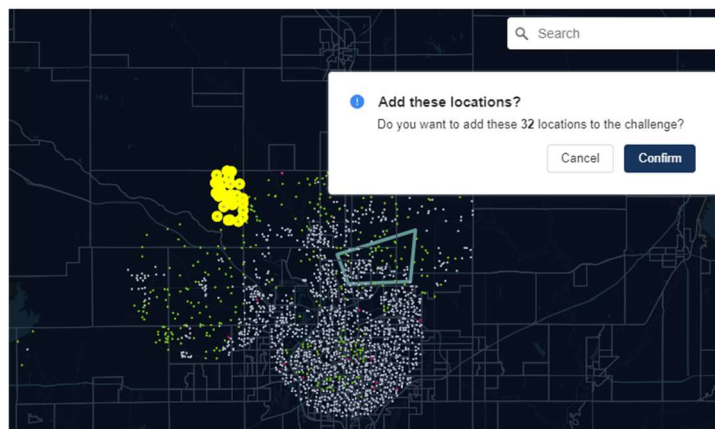 Search
Add these locations?
Do you want to add these 32 locations to the challenge?
Cancel
Confirm